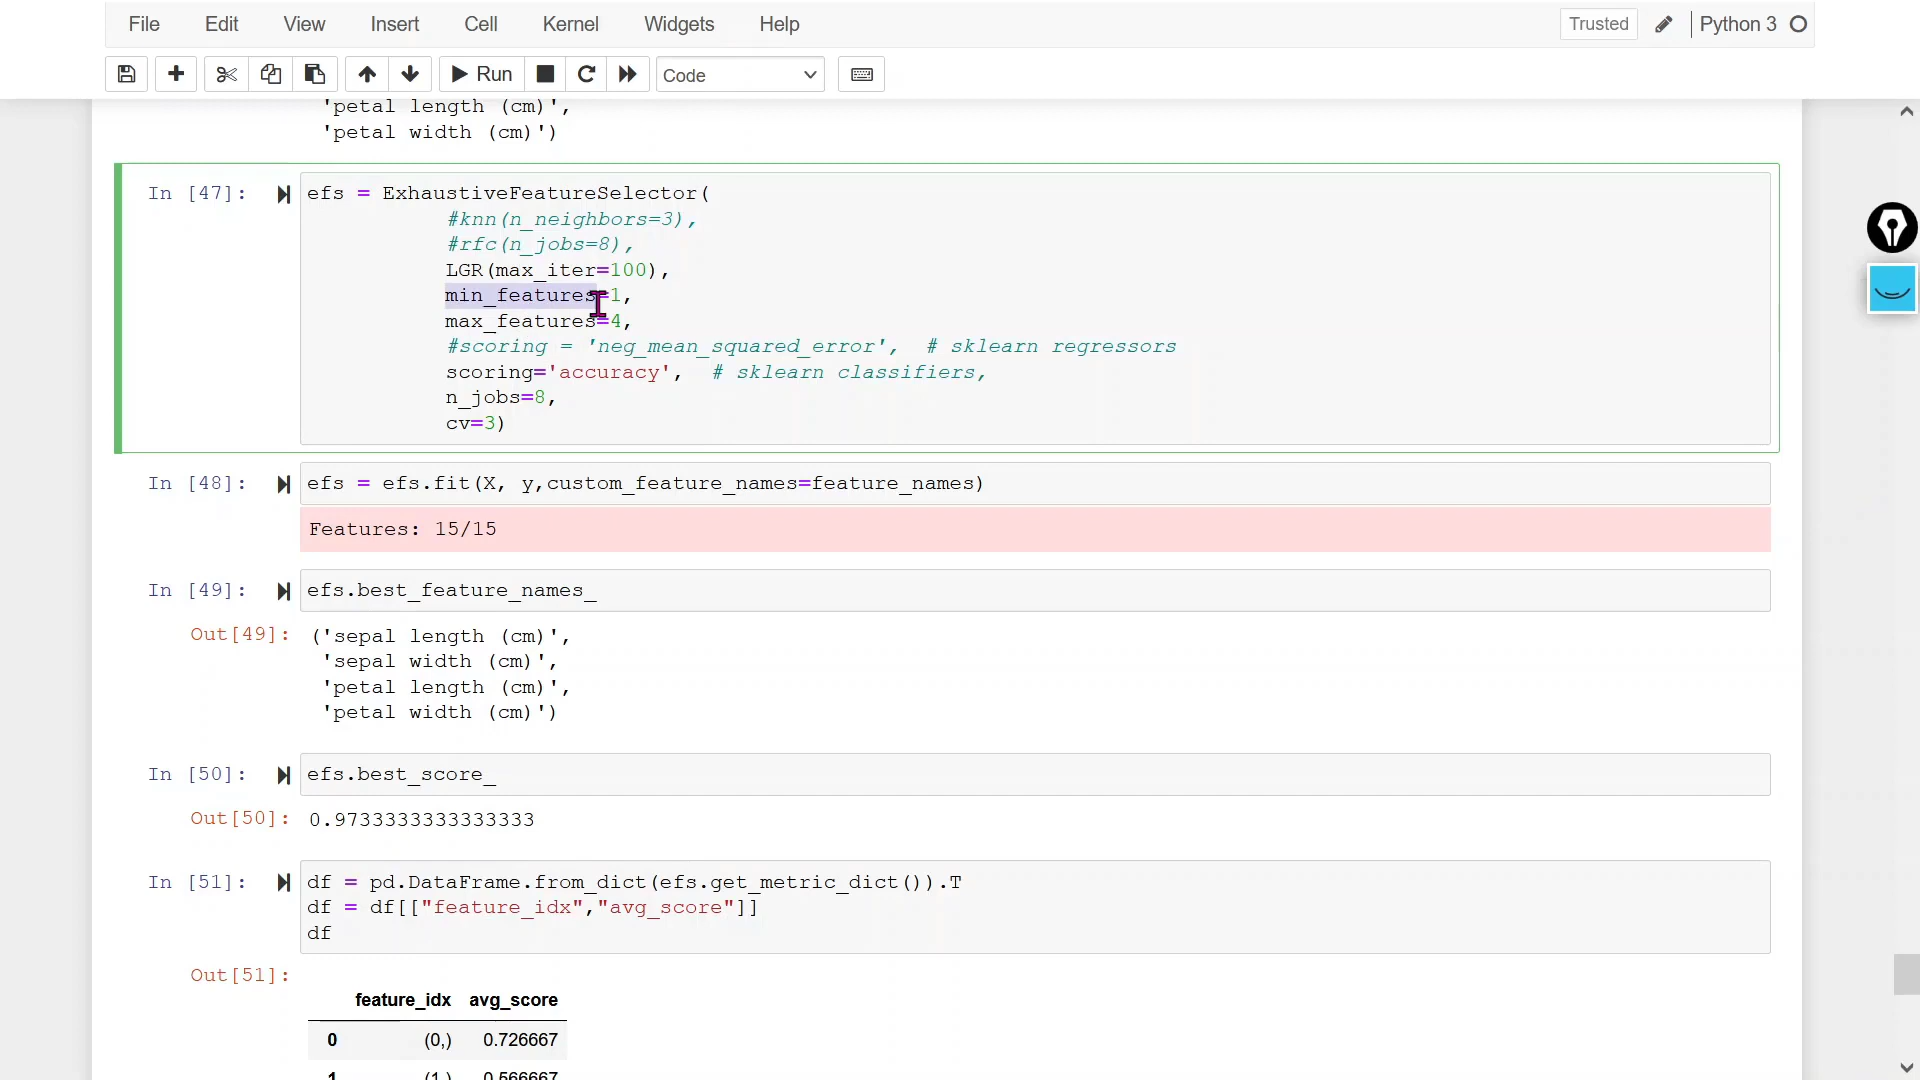 File Edit View Insert Cell Kernel Widgets Help Trusted Python 3
Run Code
'petal length (cm)',
'petal width (cm)')
In [47]: efs = ExhaustiveFeatureSelector(
#knn(n_neighbors=3),
#rfc(n_jobs=8),
LGR(max_iter=100),
min_features=1,
max_features=4,
#scoring = 'neg_mean_squared_error', # sklearn regressors
scoring='accuracy', # sklearn classifiers,
n_jobs=8,
cv=3)
In [48]: efs = efs.fit(X, y,custom_feature_names=feature_names)
Features: 15/15
In [49]: efs.best_feature_names_
Out[49]: ('sepal length (cm)',
'sepal width (cm)',
'petal length (cm)',
'petal width (cm)')
In [50]: efs.best_score_
Out[50]: 0.9733333333333333
In [51]: df = pd.DataFrame.from_dict(efs.get_metric_dict()).T
df = df[["feature_idx","avg_score"]]
df
Out[51]:
feature_idx avg_score
0 (0,) 0.726667
1 (1,) 0.566667